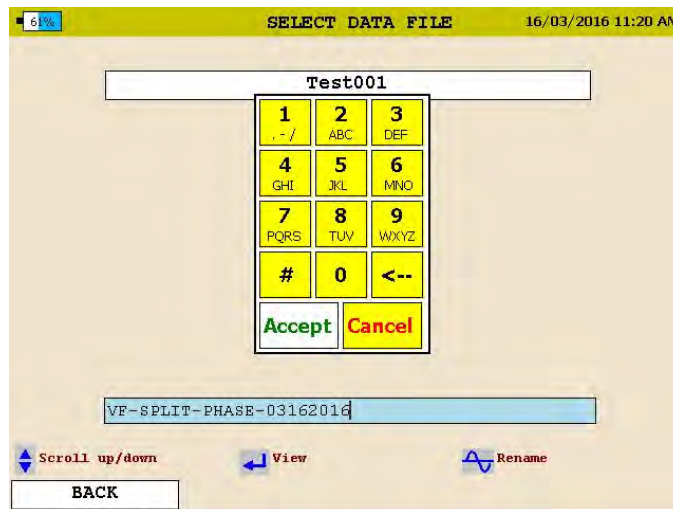 61% SELECT DATA FILE 16/03/2016 11:20 AM
Test001
1 2 3
. - / ABC DEF
4 5 6
GHI JKL MNO
7 8 9
PQRS TUV WXYZ
# 0 <--
Accept Cancel
VF-SPLIT-PHASE-03162016
Scroll up/down View Rename
BACK